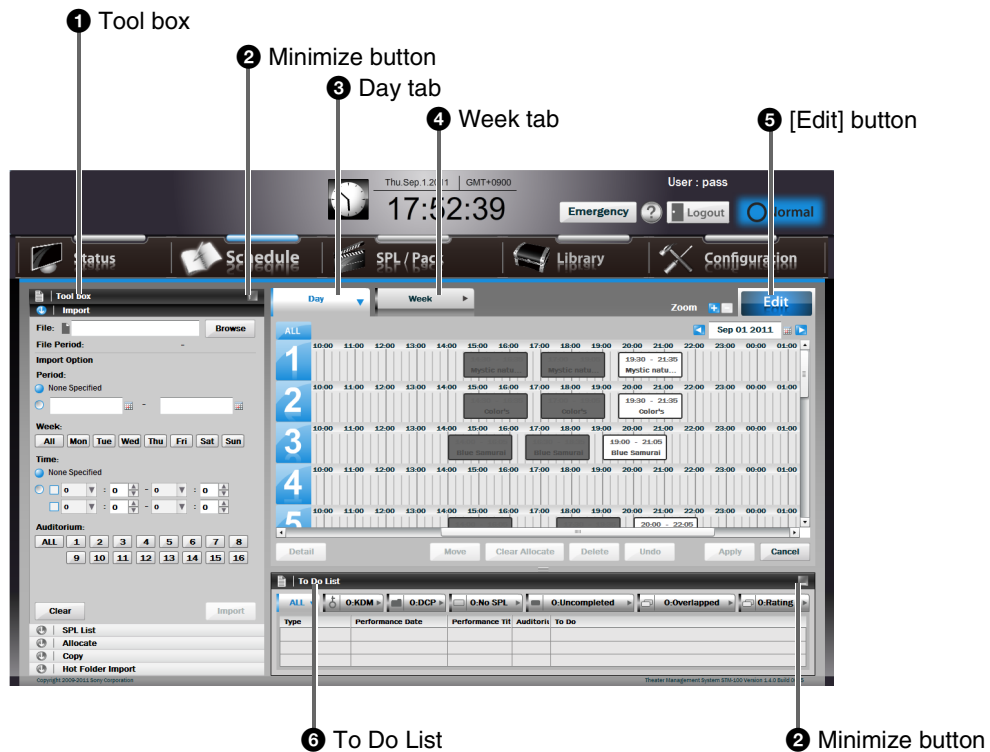 1 Tool box
2 Minimize button
3 Day tab
4 Week tab
5 [Edit] button
Thu.Sep.1.2011 GMT+0900
User : pass
17:52:39
Emergency ? Logout Normal
Status Schedule SPL / Pack Library Configuration
Tool box
Import
File: Browse
File Period: -
Import Option
Period:
None Specified
-
Week:
All Mon Tue Wed Thu Fri Sat Sun
Time:
None Specified
0 : 0 - 0 : 0
0 : 0 - 0 : 0
Auditorium:
ALL 1 2 3 4 5 6 7 8
9 10 11 12 13 14 15 16
Clear Import
SPL List
Allocate
Copy
Hot Folder Import
Day Week Zoom Edit
ALL Sep 01 2011
10:00 11:00 12:00 13:00 14:00 15:00 16:00 17:00 18:00 19:00 20:00 21:00 22:00 23:00 00:00 01:00
1
19:30 - 21:35
Mystic natu... Mystic natu... Mystic natu...
10:00 11:00 12:00 13:00 14:00 15:00 16:00 17:00 18:00 19:00 20:00 21:00 22:00 23:00 00:00 01:00
2
19:30 - 21:35
Color's Color's Color's
10:00 11:00 12:00 13:00 14:00 15:00 16:00 17:00 18:00 19:00 20:00 21:00 22:00 23:00 00:00 01:00
3
19:00 - 21:05
Blue Samurai Blue Samurai Blue Samurai
10:00 11:00 12:00 13:00 14:00 15:00 16:00 17:00 18:00 19:00 20:00 21:00 22:00 23:00 00:00 01:00
4
10:00 11:00 12:00 13:00 14:00 15:00 16:00 17:00 18:00 19:00 20:00 21:00 22:00 23:00 00:00 01:00
5
20:00 - 22:05
Detail Move Clear Allocate Delete Undo Apply Cancel
To Do List
ALL 0:KDM 0:DCP 0:No SPL 0:Uncompleted 0:Overlapped 0:Rating
Type Performance Date Performance Tit Auditoriu To Do
Copyright 2009-2011 Sony Corporation
Theater Management System STM-100 Version 1.4.0 Build
6 To Do List
2 Minimize button